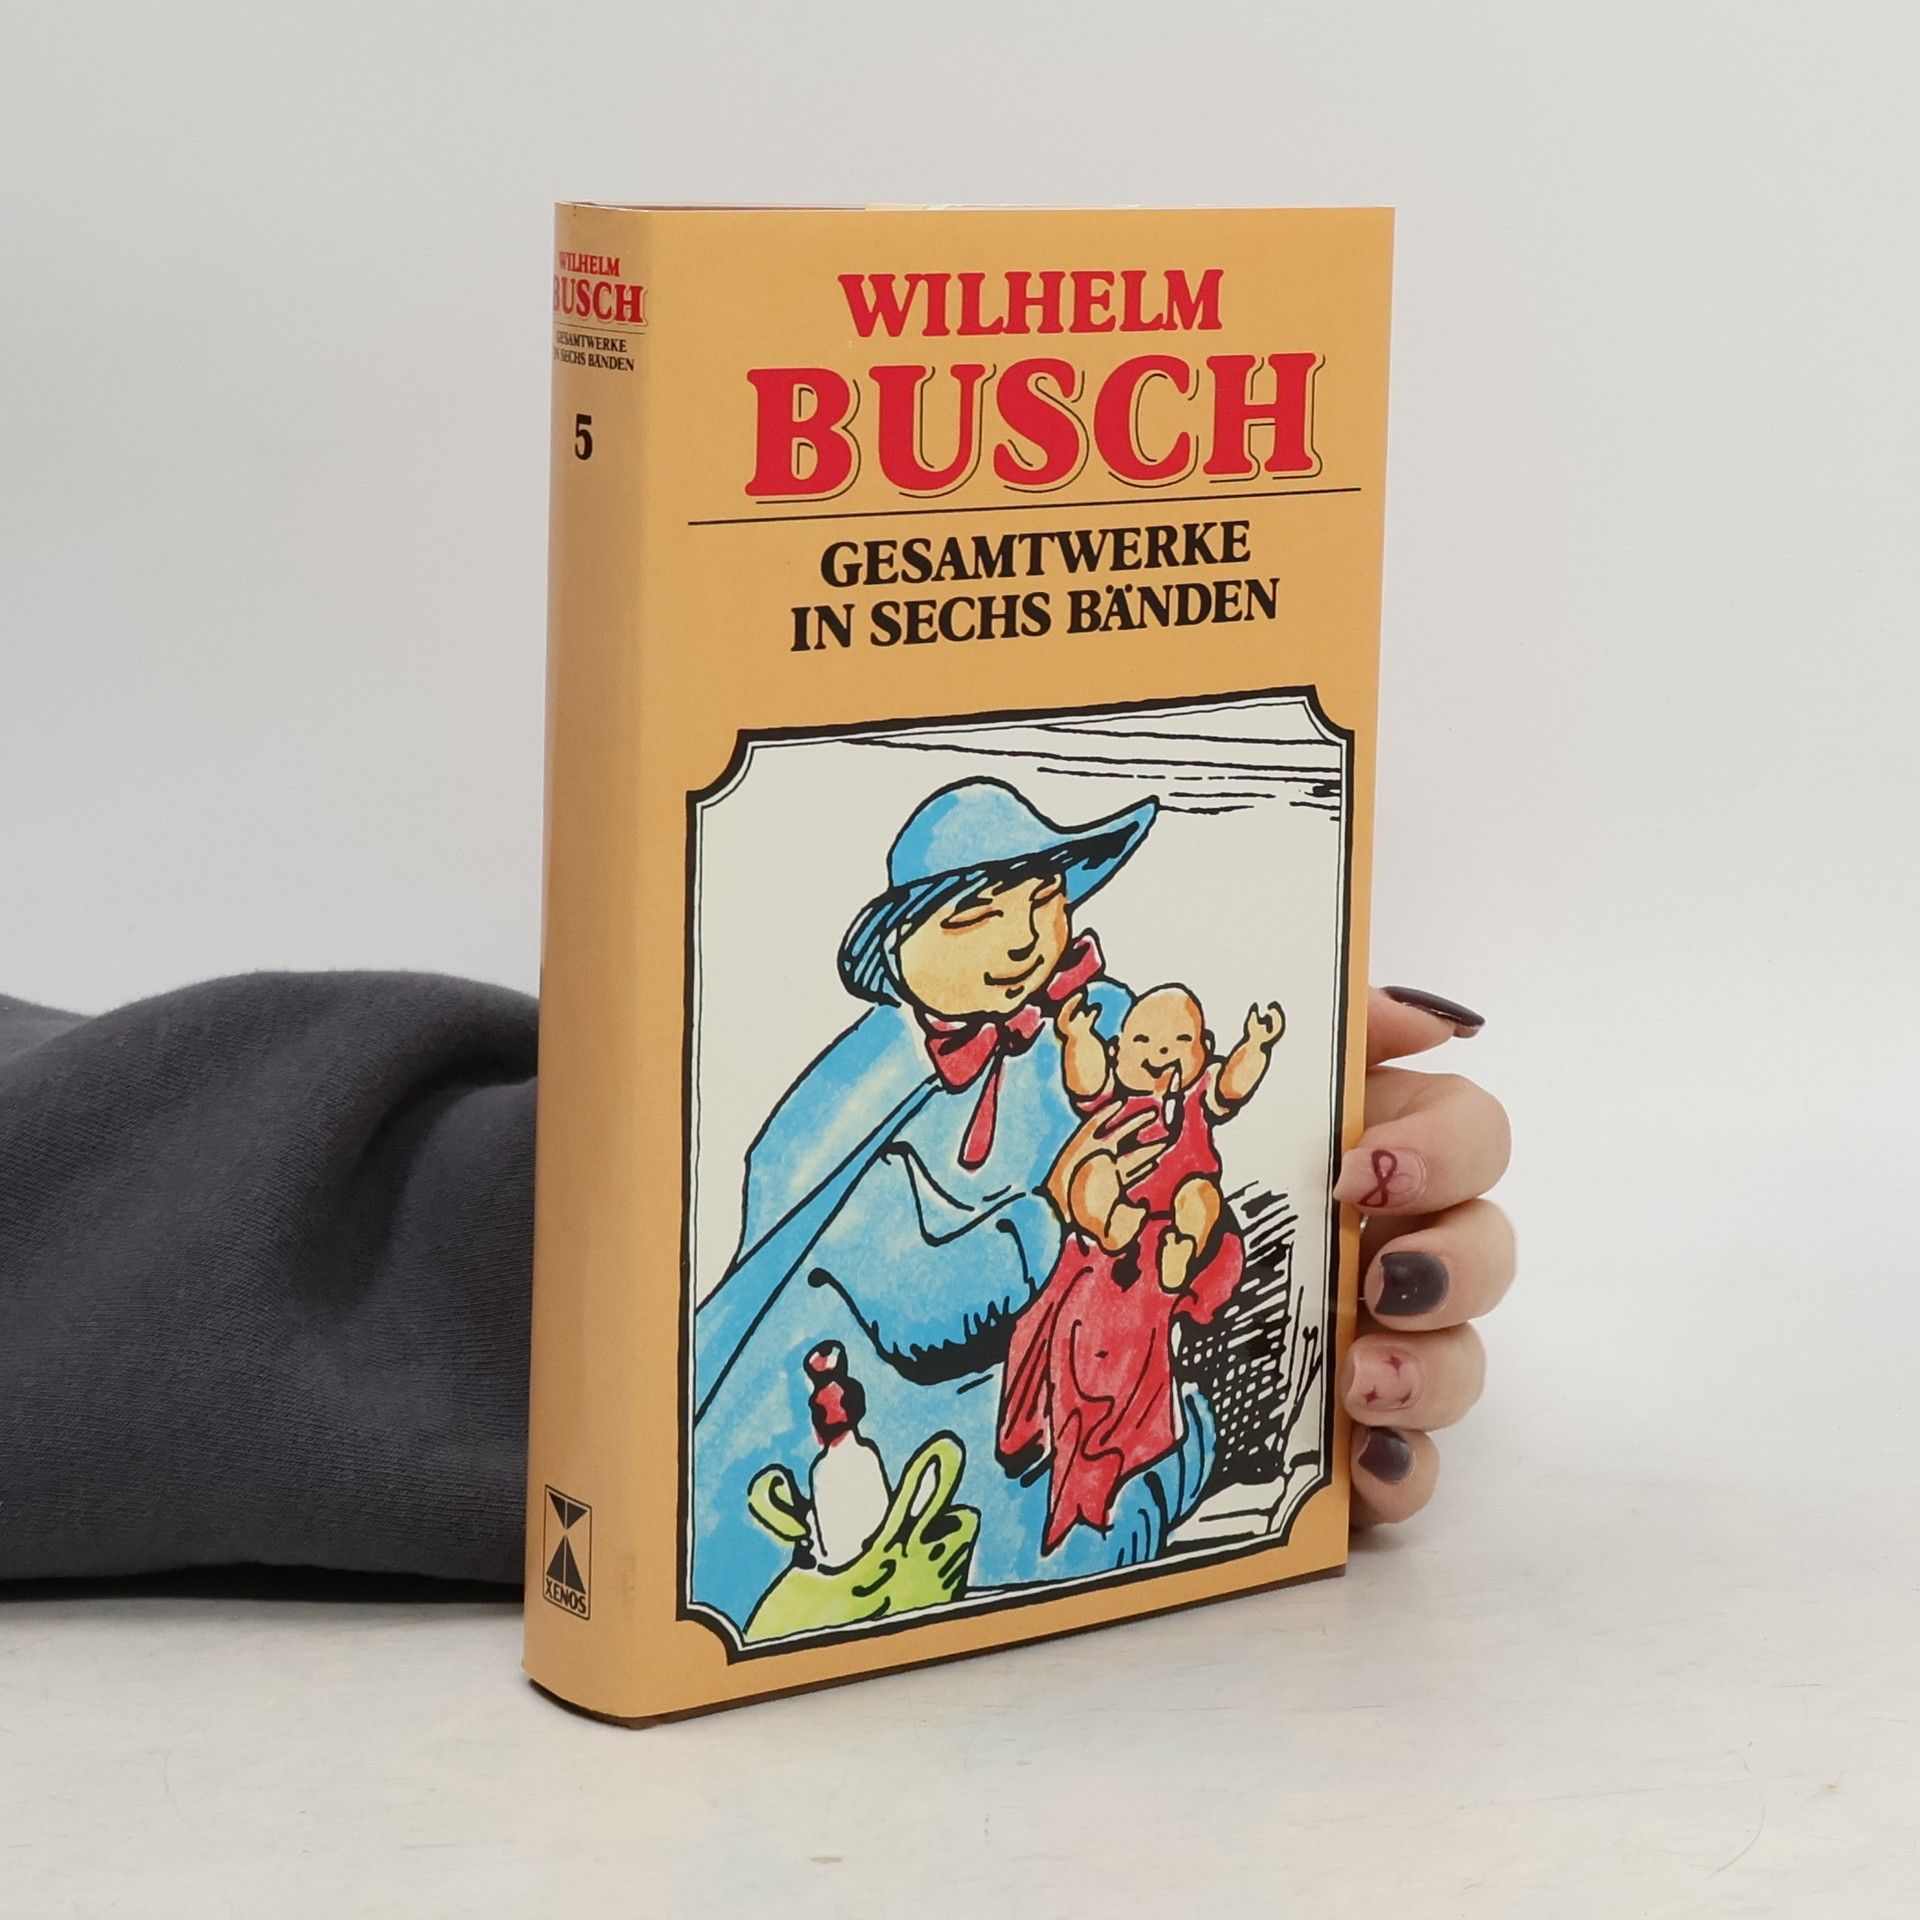 WILHELM
BUSCH
GESAMTWERKE
IN SECHS BÄNDEN
5
XENOS
WILHELM
BUSCH
GESAMTWERKE
IN SECHS BÄNDEN